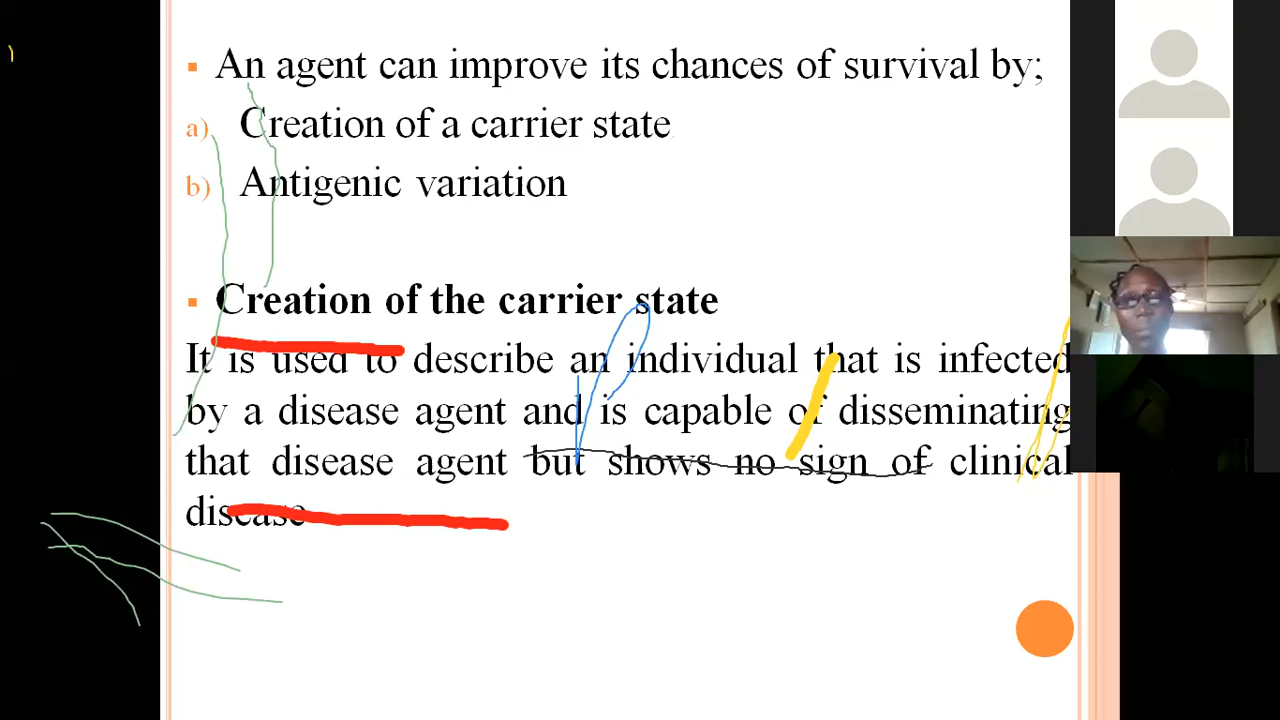 ▪ An agent can improve its chances of survival by;
a) Creation of a carrier state
b) Antigenic variation
▪ Creation of the carrier state
It is used to describe an individual that is infected
by a disease agent and is capable of disseminating
that disease agent but shows no sign of clinical
disease